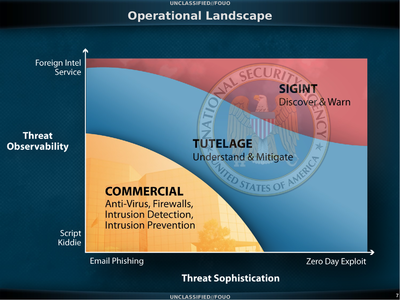 UNCLASSIFIED//FOUO
Operational Landscape
Foreign Intel
Service
SIGINT
Discover & Warn
NATIONAL SECURITY AGENCY
Threat
Observability
TUTELAGE
Understand & Mitigate
UNITED STATES OF AMERICA
COMMERCIAL
Anti-Virus, Firewalls,
Intrusion Detection,
Intrusion Prevention
Script
Kiddie
Email Phishing
Zero Day Exploit
Threat Sophistication
UNCLASSIFIED//FOUO
7